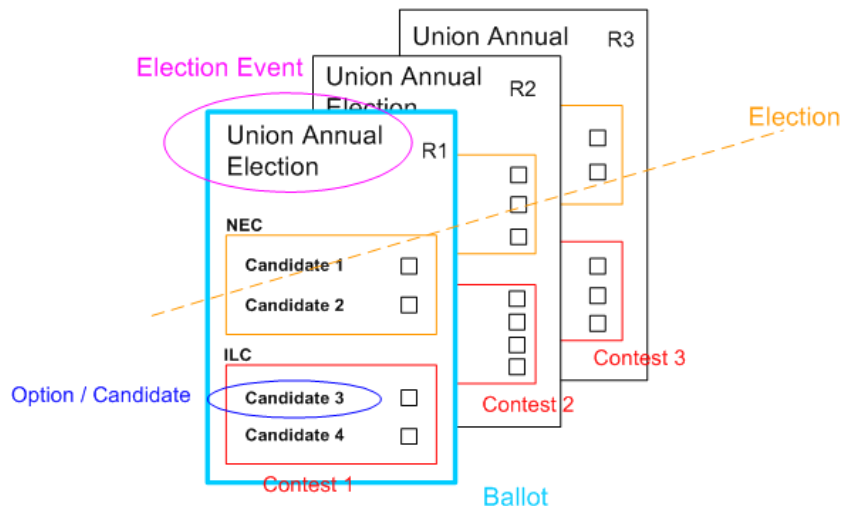 Union Annual R3
Election Event
Union Annual R2
Election
Election
Union Annual
Election
R1
NEC
Candidate 1
Candidate 2
ILC
Contest 3
Option / Candidate
Candidate 3
Contest 2
Candidate 4
Contest 1
Ballot